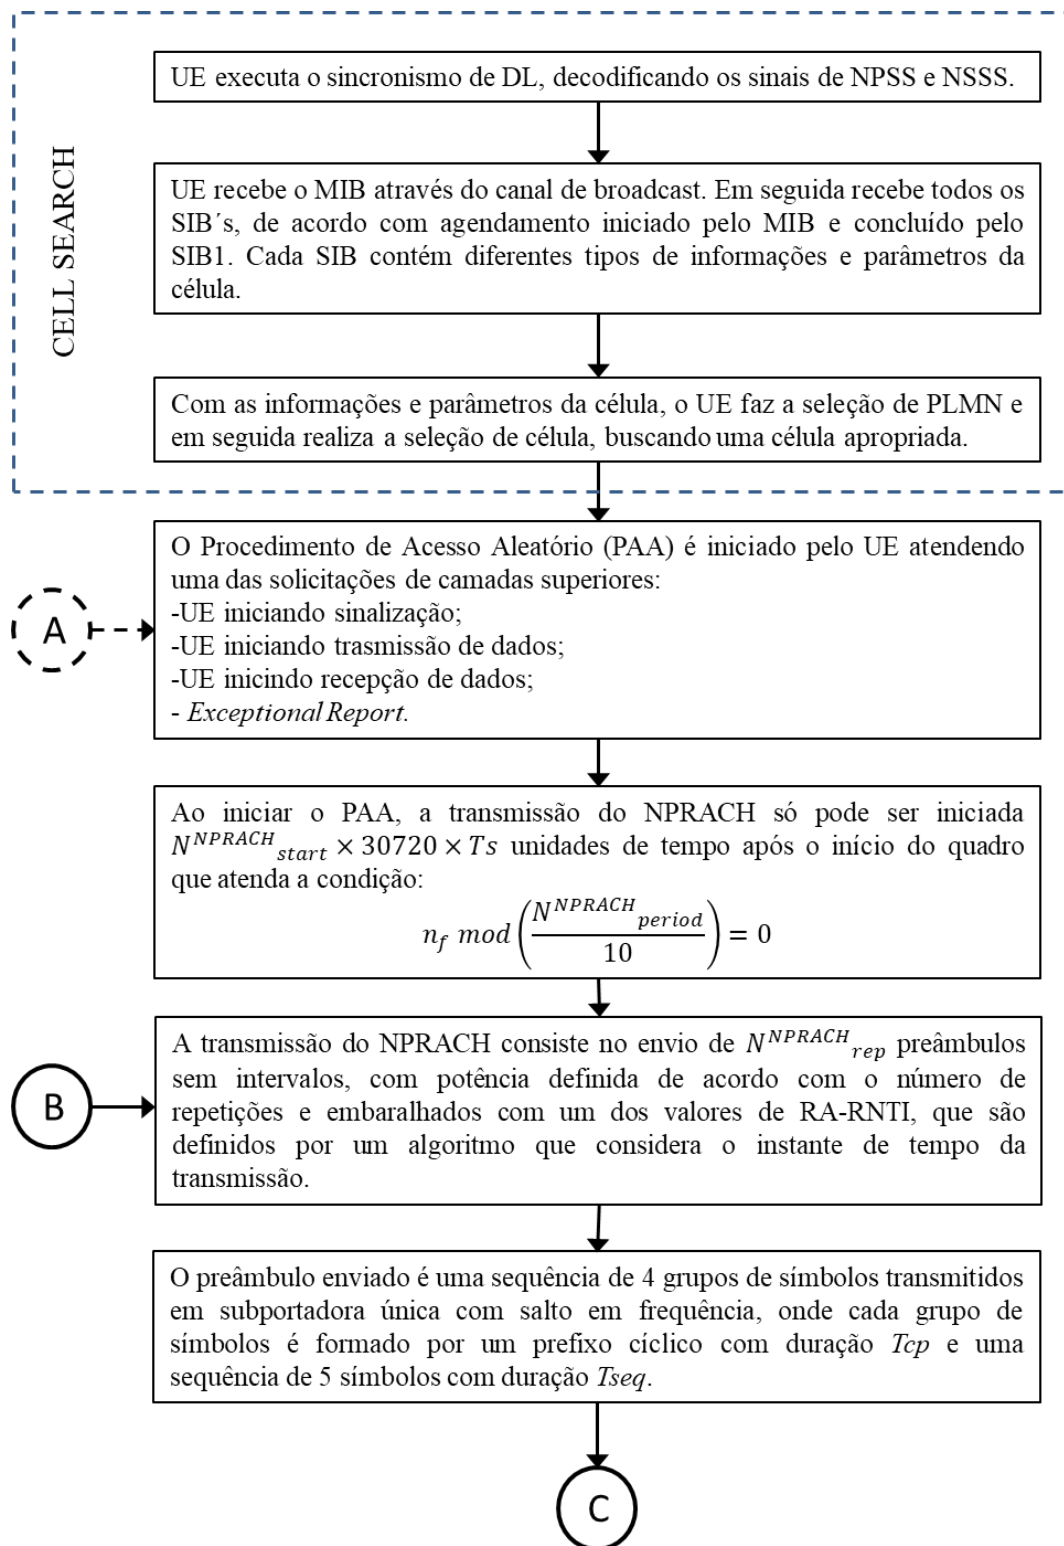 CELL SEARCH
UE executa o sincronismo de DL, decodificando os sinais de NPSS e NSSS.
UE recebe o MIB através do canal de broadcast. Em seguida recebe todos os
SIB´s, de acordo com agendamento iniciado pelo MIB e concluído pelo
SIB1. Cada SIB contém diferentes tipos de informações e parâmetros da
célula.
Com as informações e parâmetros da célula, o UE faz a seleção de PLMN e
em seguida realiza a seleção de célula, buscando uma célula apropriada.
A
O Procedimento de Acesso Aleatório (PAA) é iniciado pelo UE atendendo
uma das solicitações de camadas superiores:
-UE iniciando sinalização;
-UE iniciando trasmissão de dados;
-UE inicindo recepção de dados;
- Exceptional Report.
Ao iniciar o PAA, a transmissão do NPRACH só pode ser iniciada
N^{NPRACH}_{start} × 30720 × Ts unidades de tempo após o início do quadro
que atenda a condição:
n_f mod (N^{NPRACH}_{period} / 10) = 0
B
A transmissão do NPRACH consiste no envio de N^{NPRACH}_{rep} preâmbulos
sem intervalos, com potência definida de acordo com o número de
repetições e embaralhados com um dos valores de RA-RNTI, que são
definidos por um algoritmo que considera o instante de tempo da
transmissão.
O preâmbulo enviado é uma sequência de 4 grupos de símbolos transmitidos
em subportadora única com salto em frequência, onde cada grupo de
símbolos é formado por um prefixo cíclico com duração Tcp e uma
sequência de 5 símbolos com duração Tseq.
C